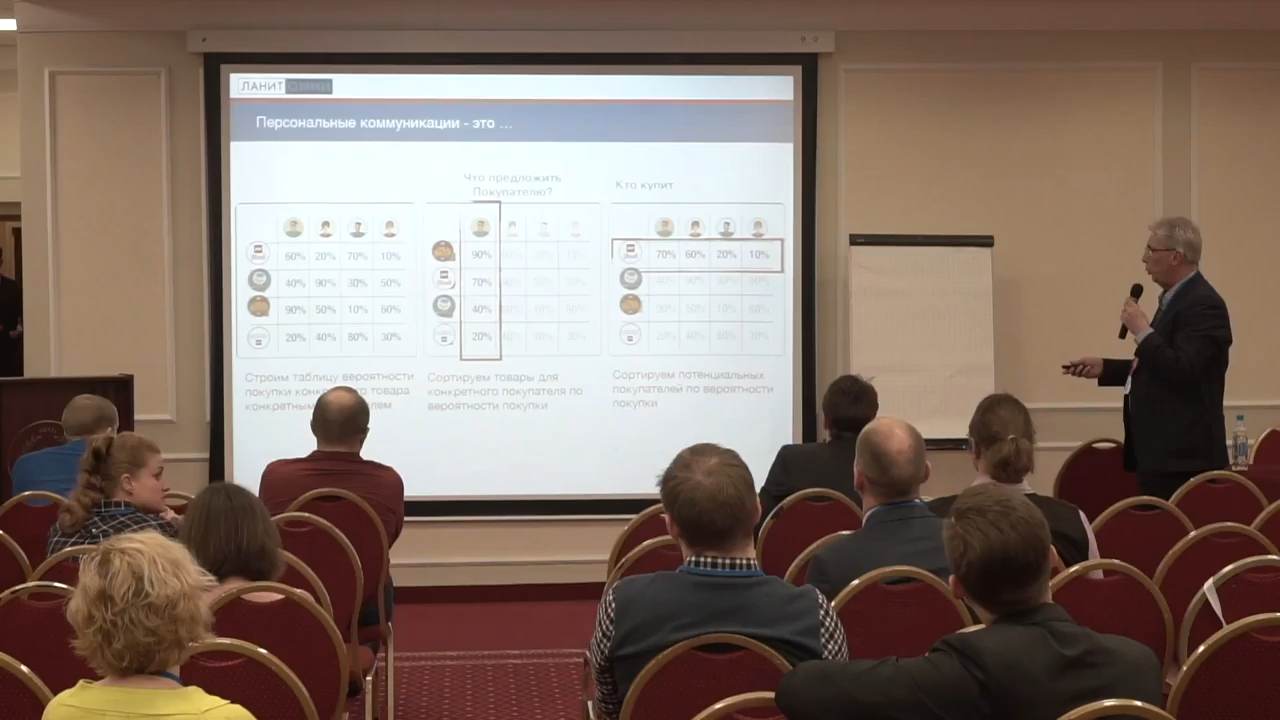 ЛАНИТ
Персональные коммуникации - это ...
Что предложить
Покупателю?
Кто купит
60% 20% 70% 10%
40% 90% 30% 50%
90% 50% 10% 60%
20% 40% 80% 30%
90%
70%
40%
20%
70% 60% 20% 10%
Строим таблицу вероятности
покупки товара
конкретным
Сортируем товары для
конкретного покупателя по
вероятности покупки
Сортируем потенциальных
покупателей по вероятности
покупки